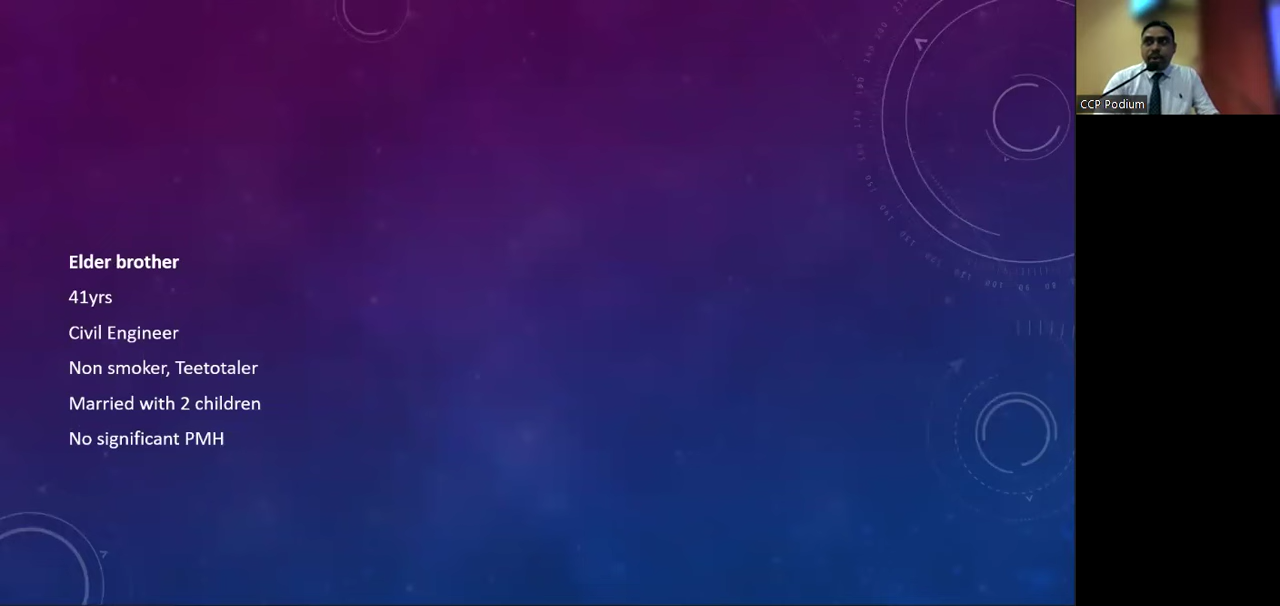 Elder brother
41yrs
Civil Engineer
Non smoker, Teetotaler
Married with 2 children
No significant PMH
CCP Podium